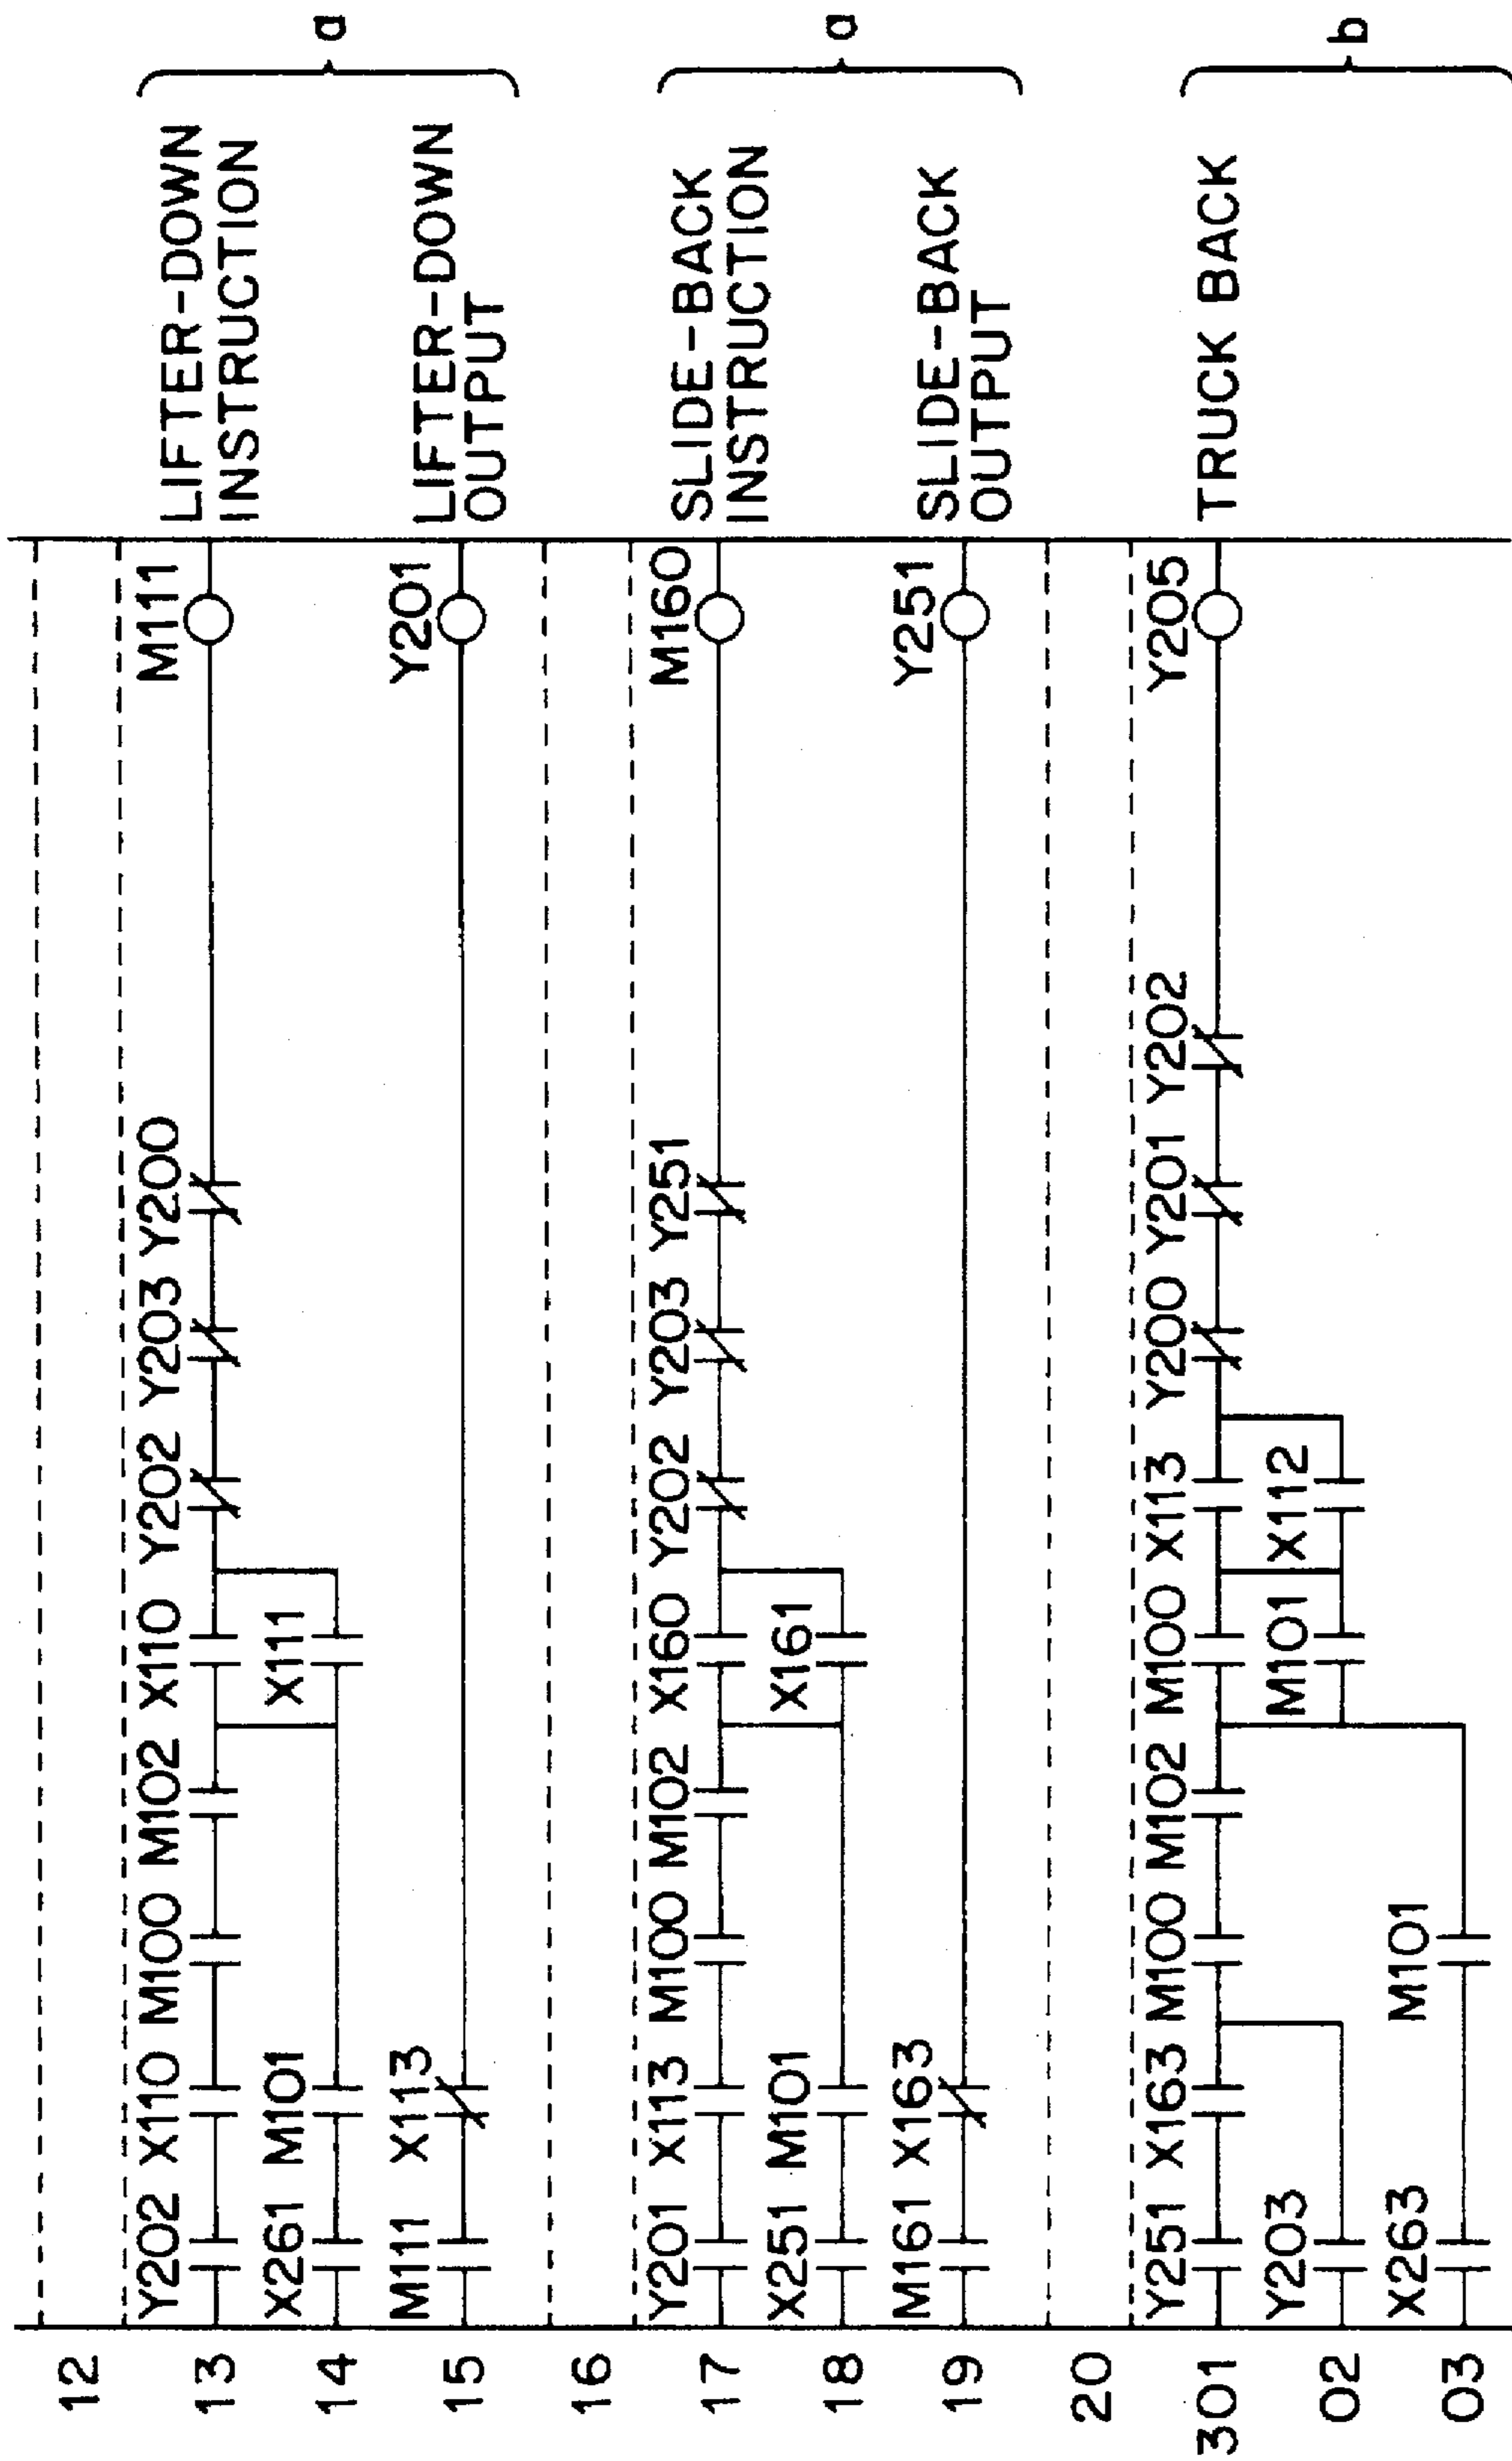 12
Y202 X110 M100 M102 X110 Y202 Y203 Y200 M111 LIFTER-DOWN
13 INSTRUCTION
X261 M101 X111 a
14
M111 X113 Y201 LIFTER-DOWN
15 OUTPUT
16
Y201 X113 M100 M102 X160 Y202 Y203 Y251 M160 SLIDE-BACK
17 INSTRUCTION
X251 M101 X161 a
18
M161 X163 Y251 SLIDE-BACK
19 OUTPUT
20
Y251 X163 M100 M102 M100 X113 Y200 Y201 Y202 Y205
301 TRUCK BACK
Y203 M101 X112
02 b
X263 M101
03